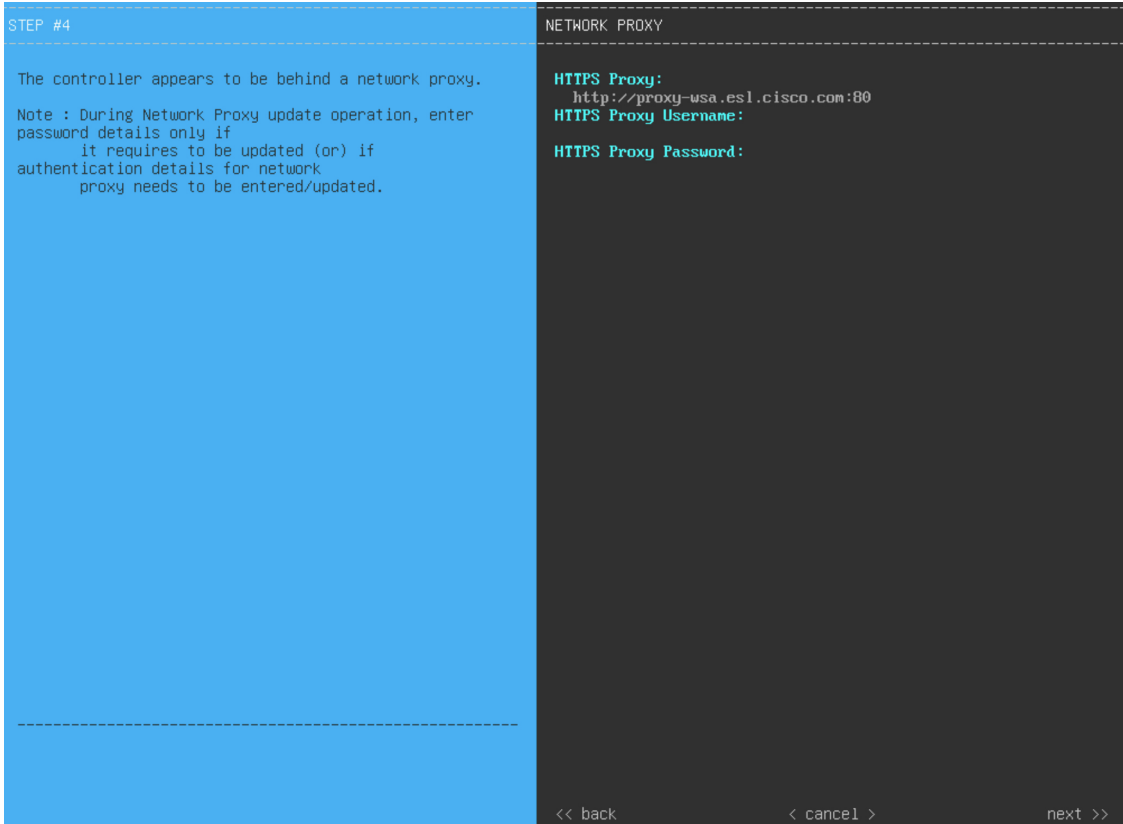 STEP #4
The controller appears to be behind a network proxy.
Note : During Network Proxy update operation, enter
password details only if
it requires to be updated (or) if
authentication details for network
proxy needs to be entered/updated.
NETWORK PROXY
HTTPS Proxy:
http://proxy-wsa.esl.cisco.com:80
HTTPS Proxy Username:
HTTPS Proxy Password:
<< back < cancel > next >>